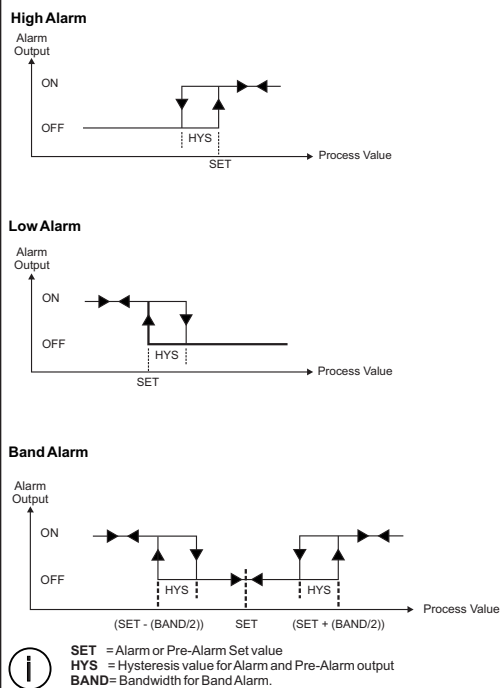 High Alarm
Alarm
Output
ON
OFF
HYS
SET
Process Value
Low Alarm
Alarm
Output
ON
OFF
HYS
SET
Process Value
Band Alarm
Alarm
Output
ON
OFF
HYS
HYS
Process Value
(SET - (BAND/2)) SET (SET + (BAND/2))
i
SET = Alarm or Pre-Alarm Set value
HYS = Hysteresis value for Alarm and Pre-Alarm output
BAND= Bandwidth for Band Alarm.